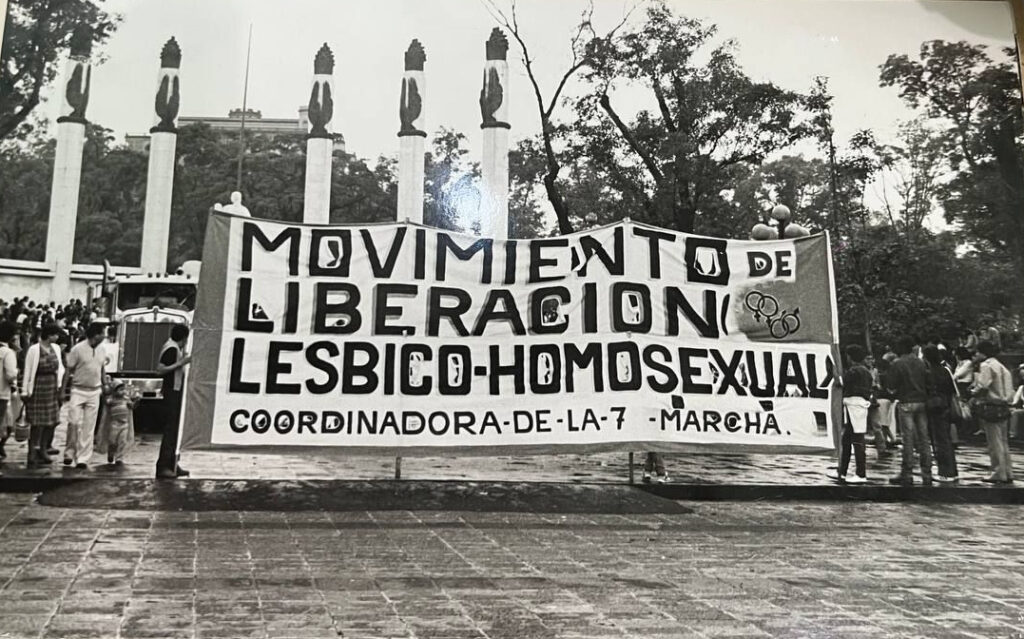 MOVIMIENTO DE
LIBERACION
LESBICO-HOMOSEXUAL
COORDINADORA-DE-LA-7 -MARCHA.